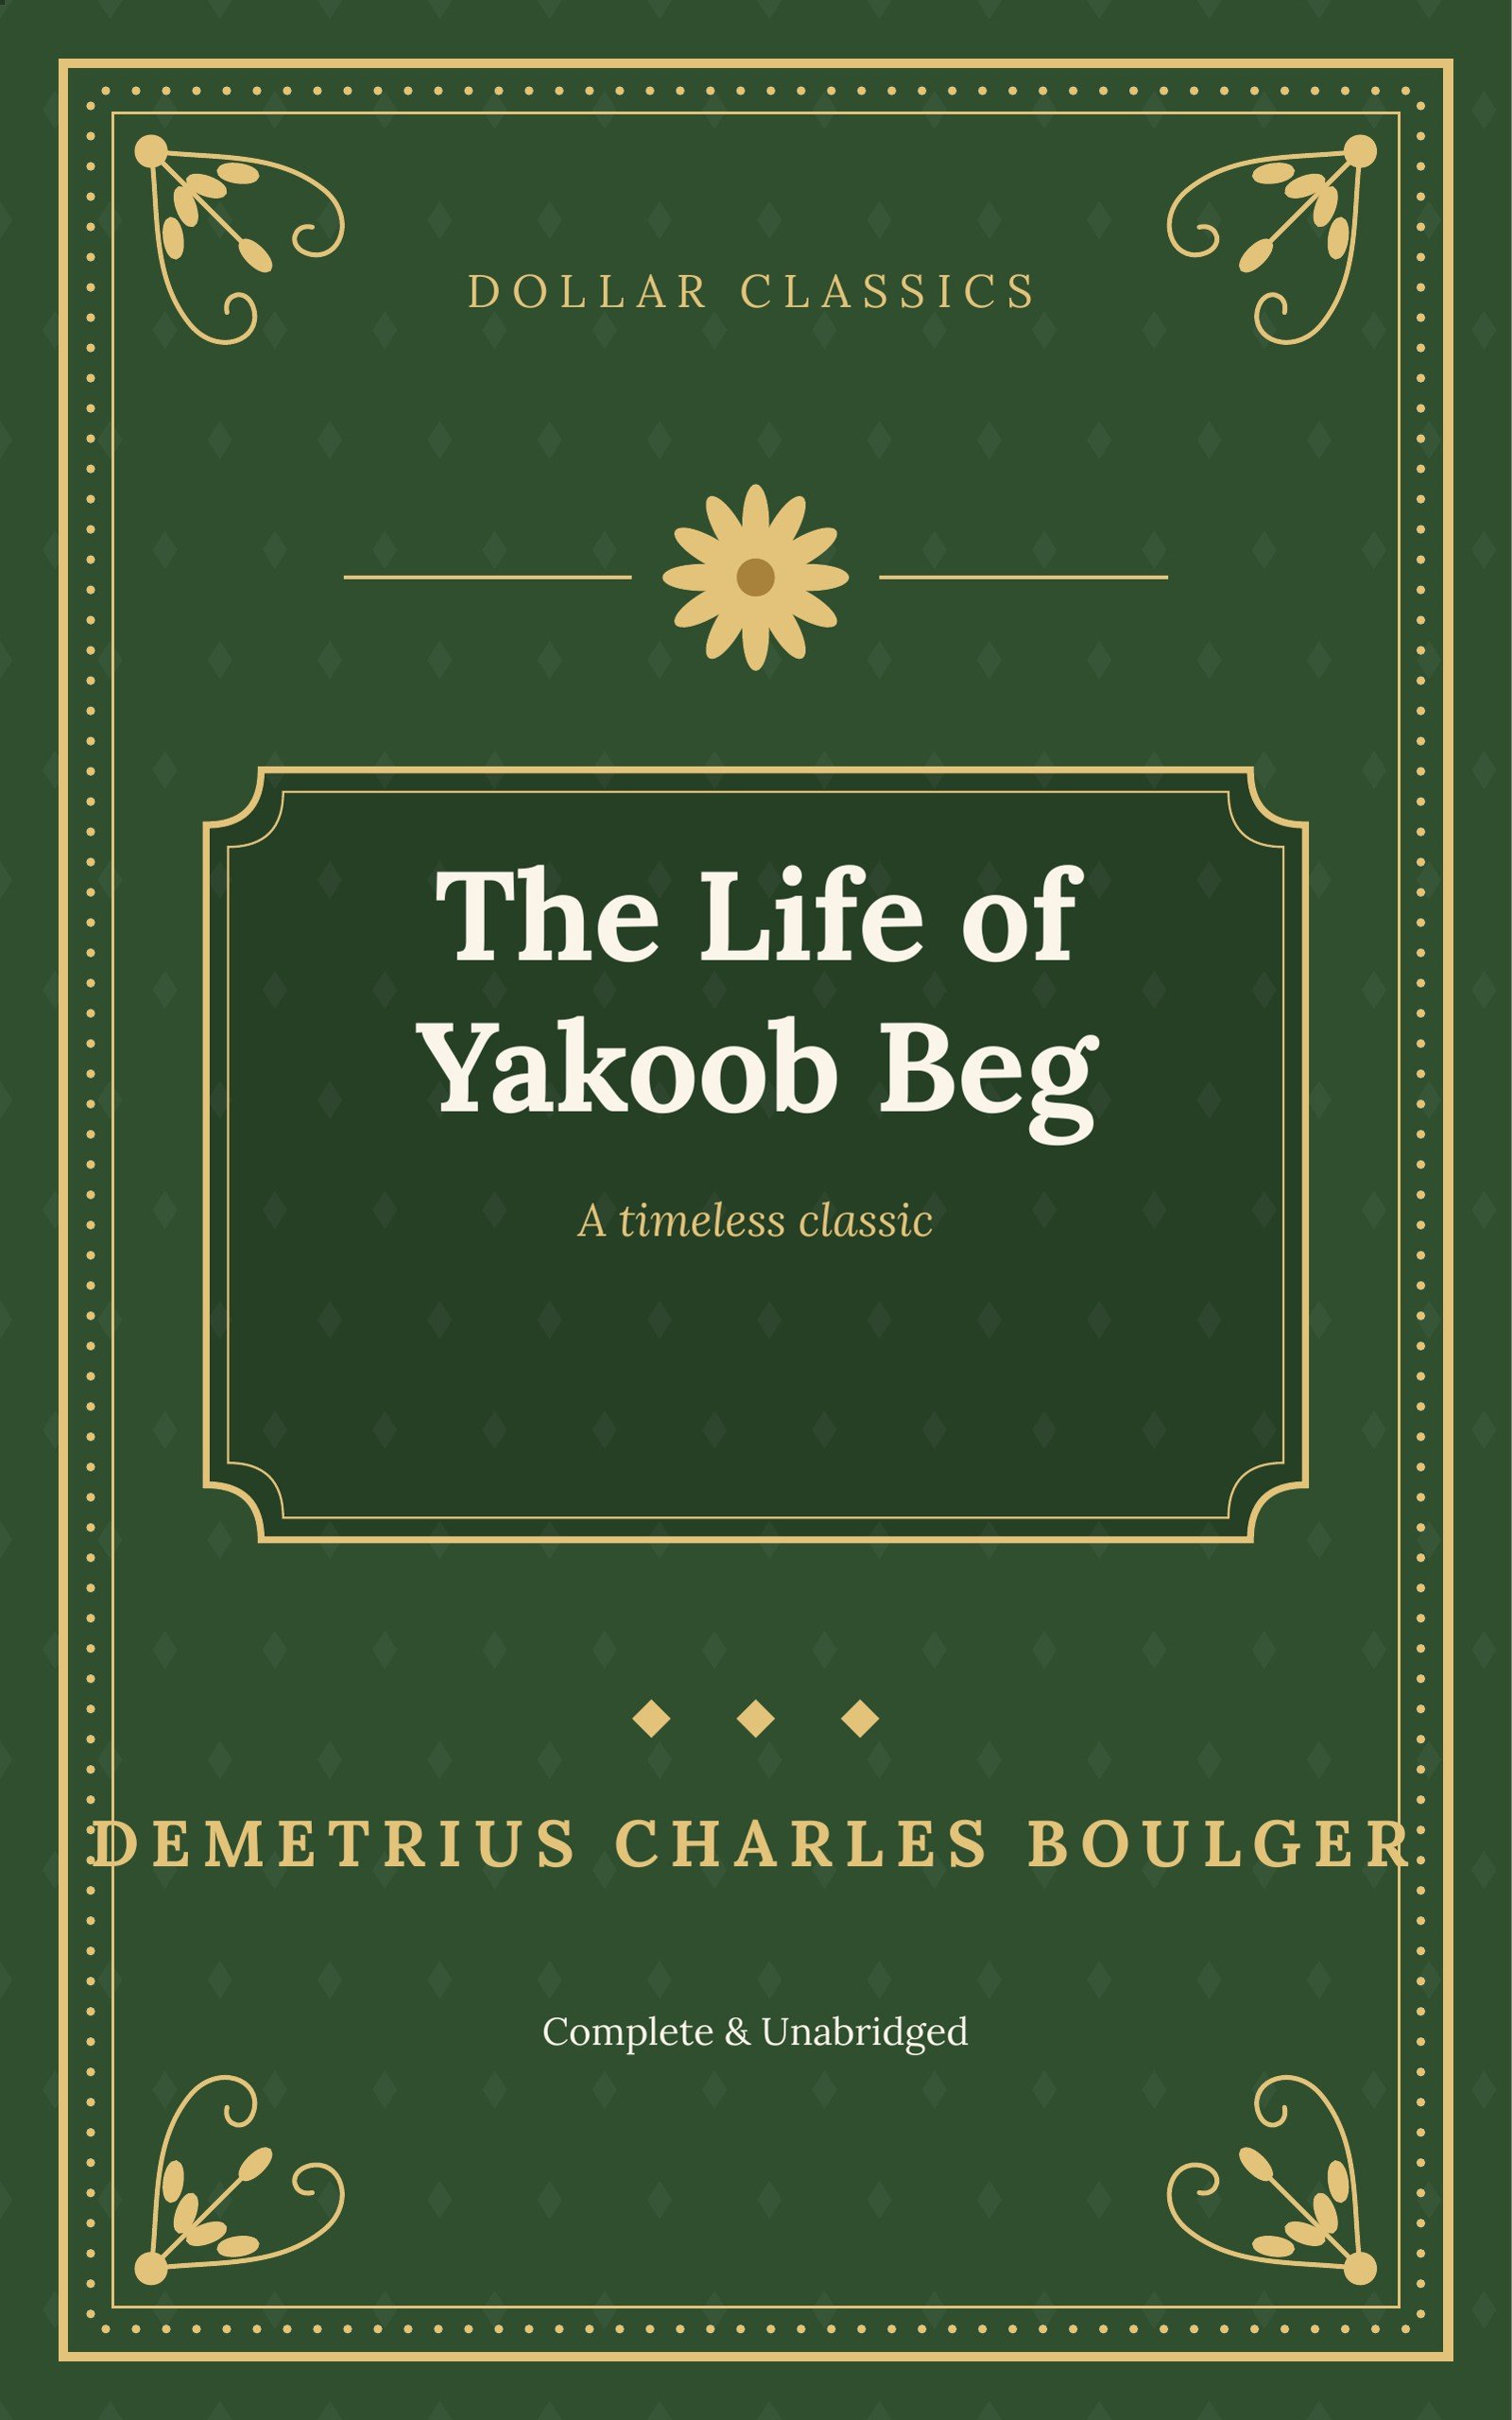 DOLLAR CLASSICS
The Life of
Yakoob Beg
A timeless classic
DEMETRIUS CHARLES BOULGER
Complete & Unabridged